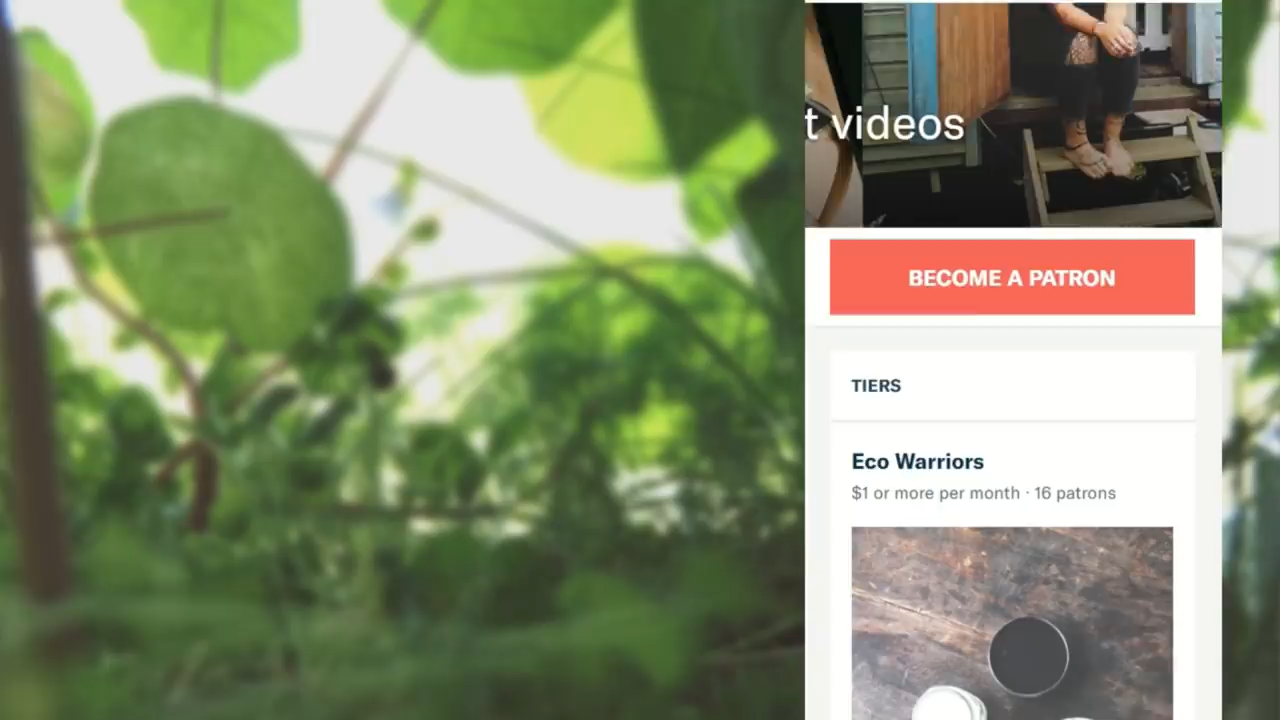 t videos
BECOME A PATRON
TIERS
Eco Warriors
$1 or more per month · 16 patrons